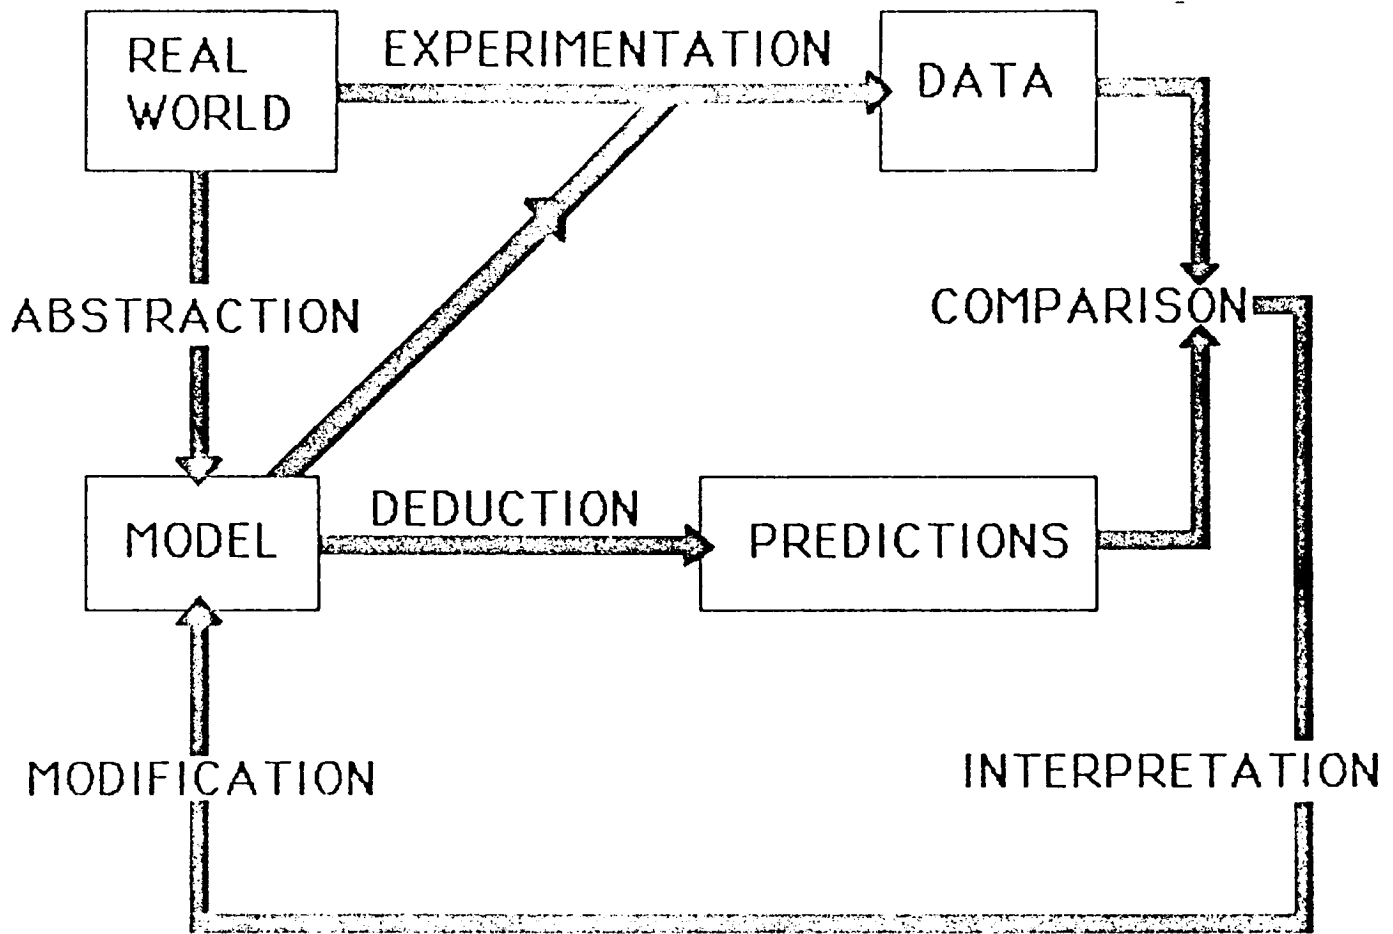 REAL
WORLD
EXPERIMENTATION
DATA
ABSTRACTION
COMPARISON
MODEL
DEDUCTION
PREDICTIONS
MODIFICATION
INTERPRETATION